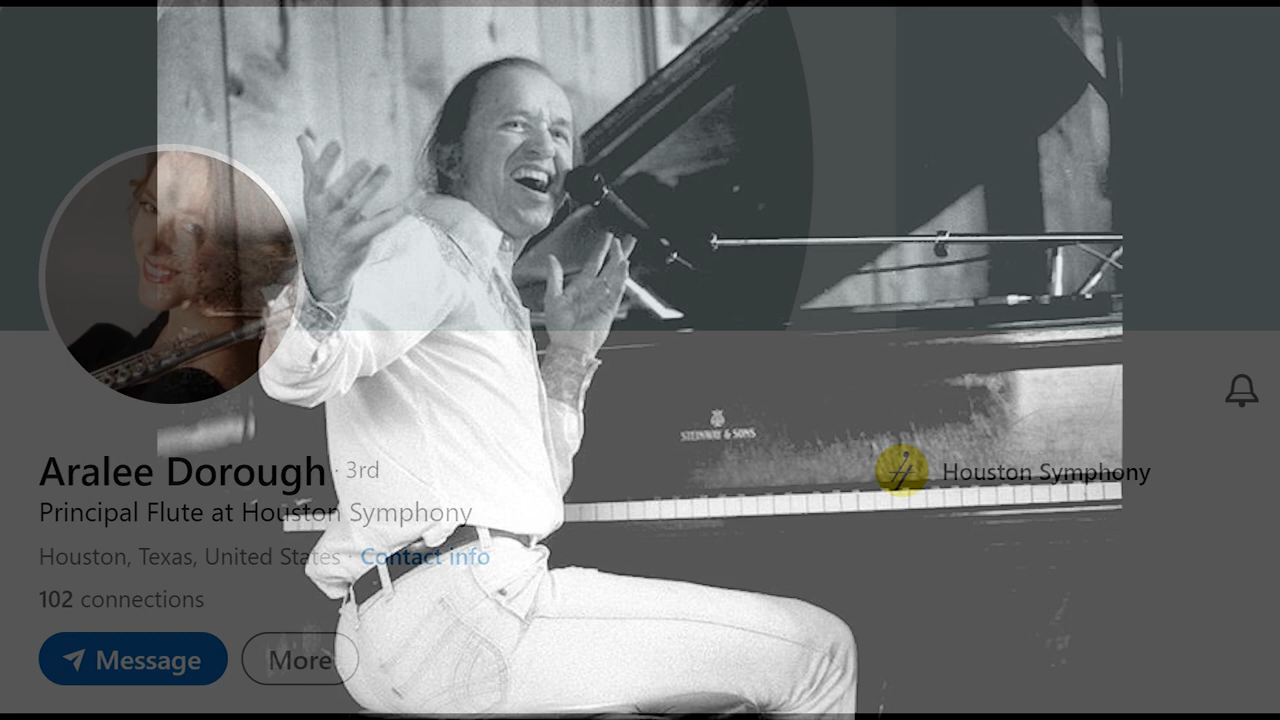 STEINWAY & SONS
Aralee Dorough · 3rd
Houston Symphony
Principal Flute at Houston Symphony
Houston, Texas, United States · Contact info
102 connections
Message
More